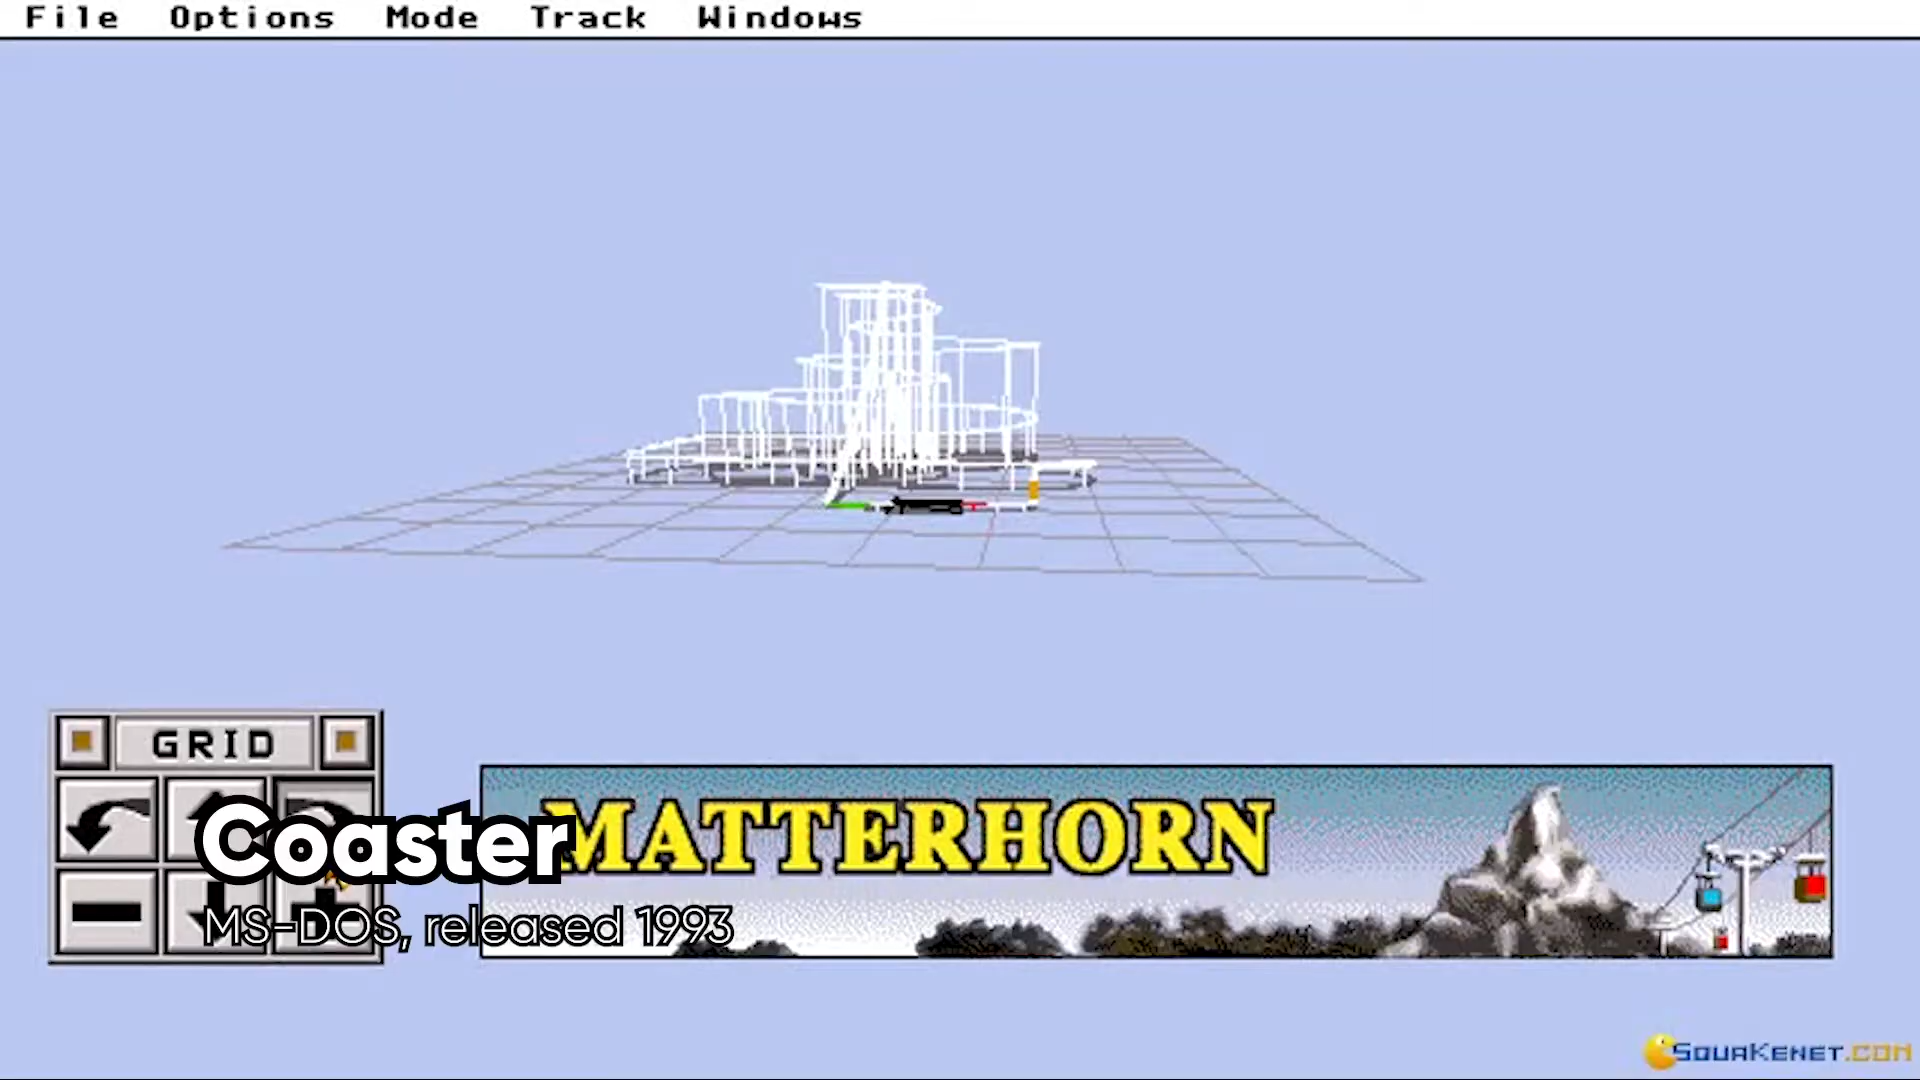 File Options Mode Track Windows
GRID
MATTERHORN
Coaster
MS-DOS, released 1993
SQUAKENET.COM